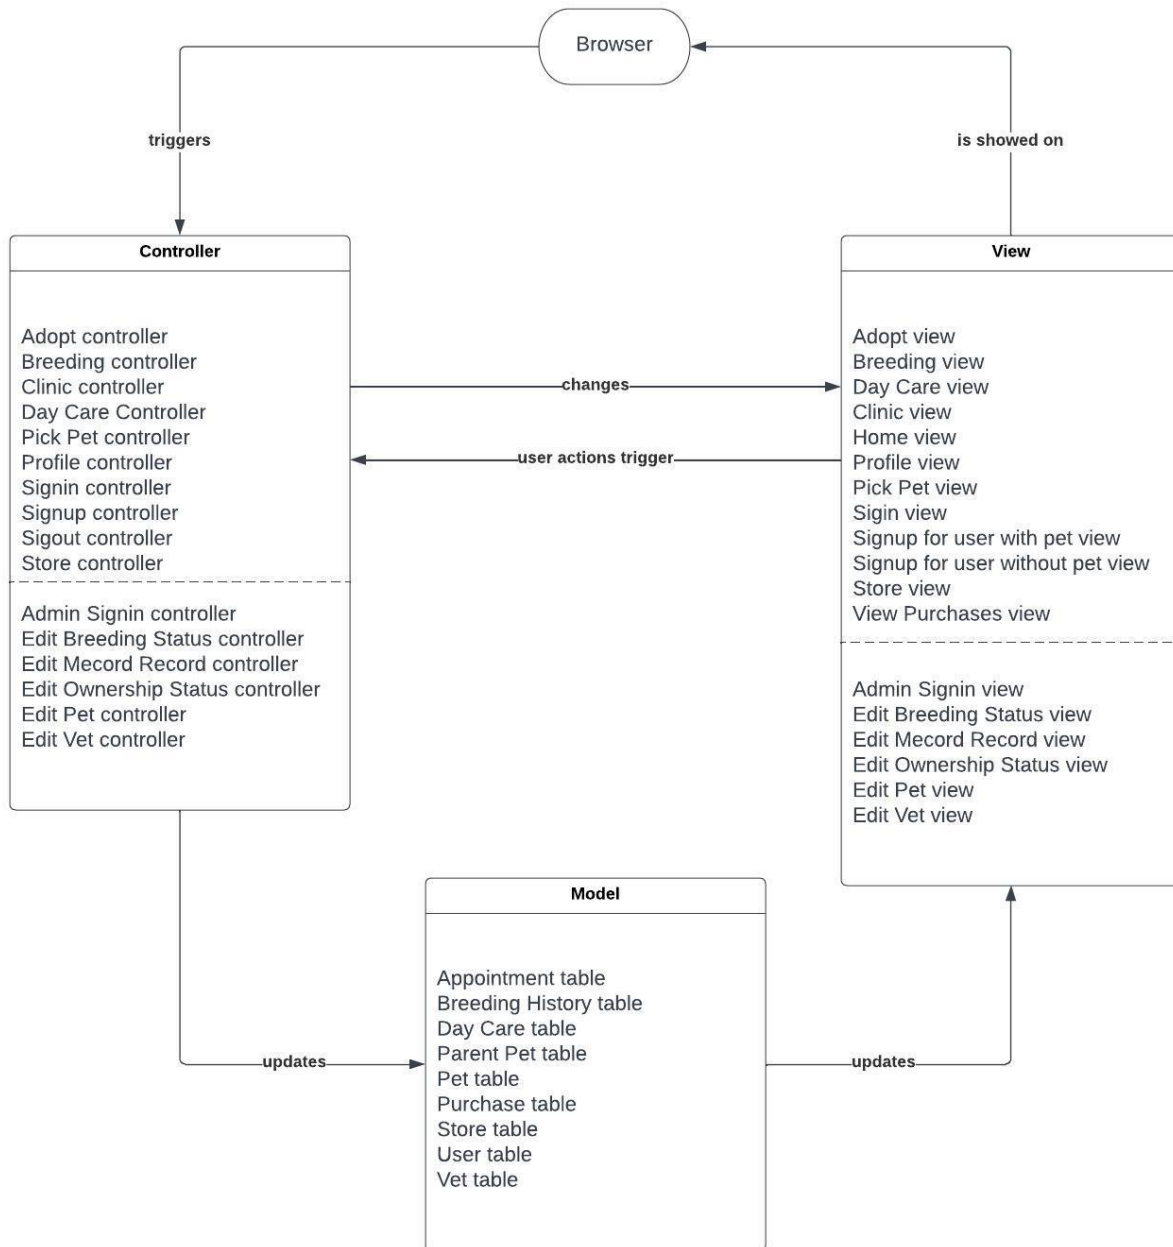 Browser
triggers
is showed on
Controller
Adopt controller
Breeding controller
Clinic controller
Day Care Controller
Pick Pet controller
Profile controller
Signin controller
Signup controller
Sigout controller
Store controller
Admin Signin controller
Edit Breeding Status controller
Edit Mecord Record controller
Edit Ownership Status controller
Edit Pet controller
Edit Vet controller
changes
user actions trigger
View
Adopt view
Breeding view
Day Care view
Clinic view
Home view
Profile view
Pick Pet view
Sigin view
Signup for user with pet view
Signup for user without pet view
Store view
View Purchases view
Admin Signin view
Edit Breeding Status view
Edit Mecord Record view
Edit Ownership Status view
Edit Pet view
Edit Vet view
updates
Model
Appointment table
Breeding History table
Day Care table
Parent Pet table
Pet table
Purchase table
Store table
User table
Vet table
updates